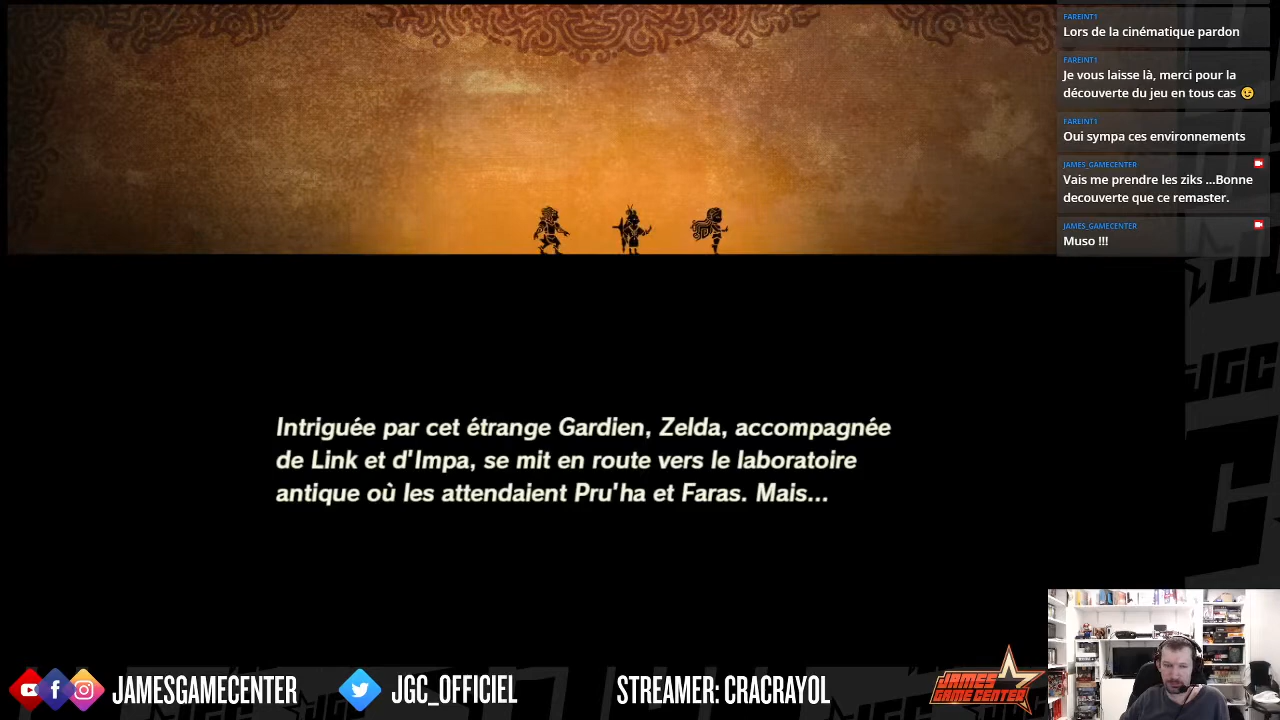 FAREINT1
Lors de la cinématique pardon
FAREINT1
Je vous laisse là, merci pour la
découverte du jeu en tous cas 😉
FAREINT1
Oui sympa ces environnements
JAMES_GAMECENTER
Vais me prendre les ziks ...Bonne
decouverte que ce remaster.
JAMES_GAMECENTER
Muso !!!
Intriguée par cet étrange Gardien, Zelda, accompagnée
de Link et d'Impa, se mit en route vers le laboratoire
antique où les attendaient Pru'ha et Faras. Mais...
JAMESGAMECENTER
JGC_OFFICIEL
STREAMER: CRACRAYOL
JAMES
GAME CENTER